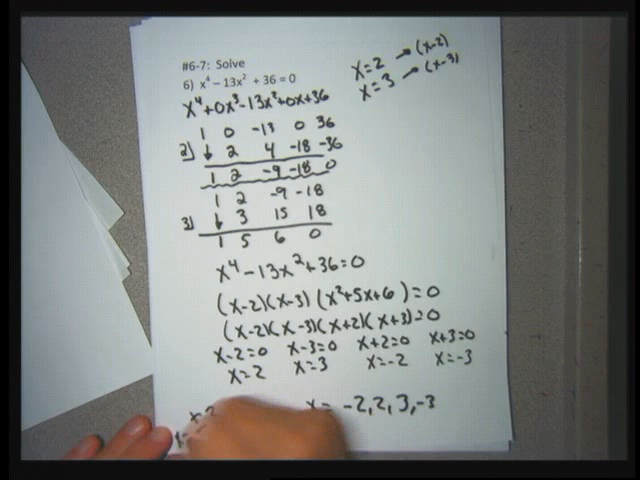 #6-7: Solve
6) x⁴ – 13x² + 36 = 0
x=2 → (x-2)
x=3 → (x-3)
x⁴+0x³-13x²+0x+36
1 0 -13 0 36
2) ↓ 2 4 -18 -36
1 2 -9 -18 0
1 2 -9 -18
3) ↓ 3 15 18
1 5 6 0
x⁴-13x²+36=0
(x-2)(x-3)(x²+5x+6)=0
(x-2)(x-3)(x+2)(x+3)=0
x-2=0 x-3=0 x+2=0 x+3=0
x=2 x=3 x=-2 x=-3
x= -2,2,3,-3